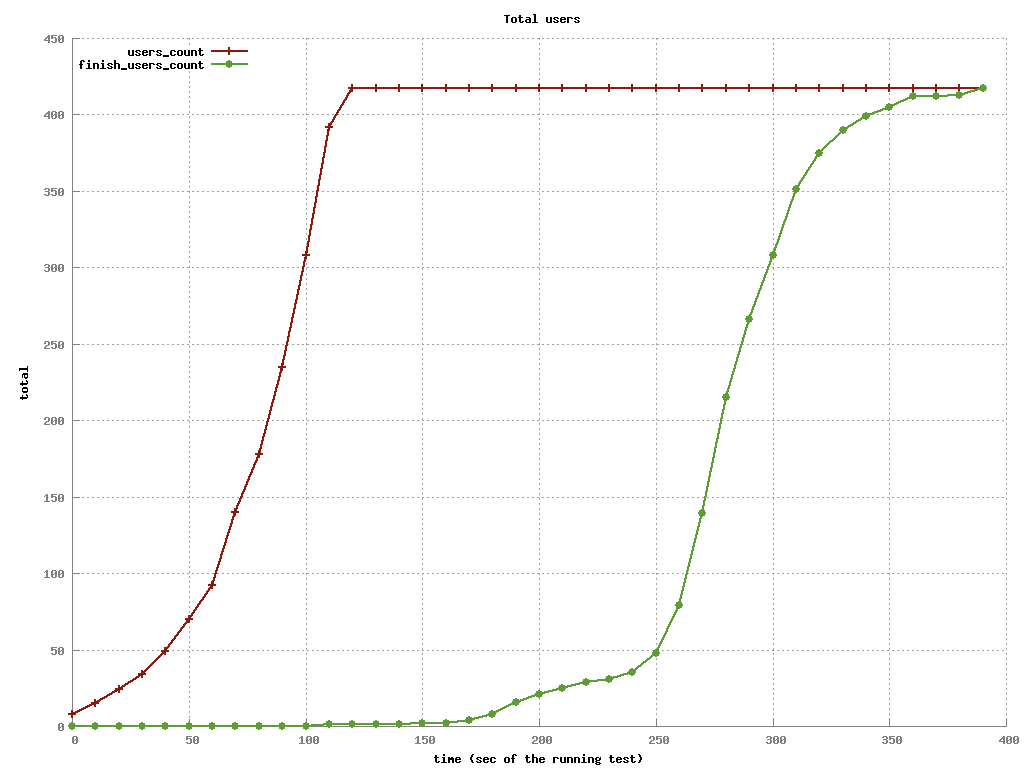 Total users
users_count
finish_users_count
450
400
350
300
250
200
150
100
50
0
total
0 50 100 150 200 250 300 350 400
time (sec of the running test)